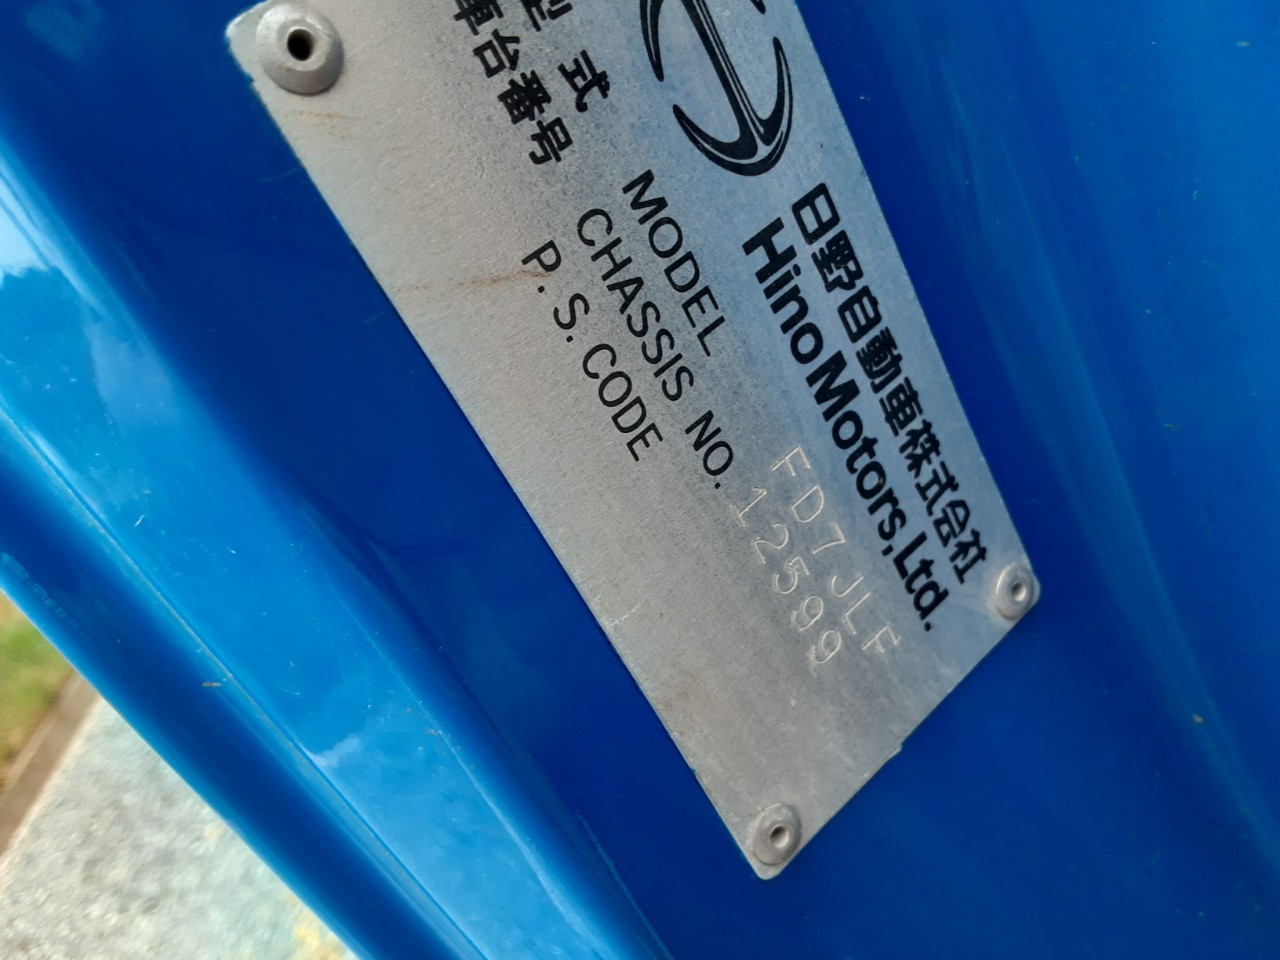 日野自動車株式会社
Hino Motors, Ltd.
型式 MODEL FD7JLF
車台番号 CHASSIS NO. 12599
P.S.CODE